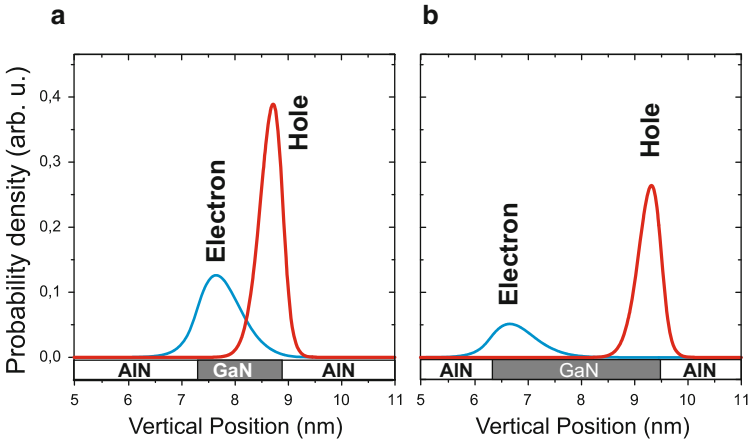 a
b
Probability density (arb. u.)
0,4
0,3
0,2
0,1
0,0
Electron
Hole
Electron
Hole
AlN GaN AlN
AlN GaN AlN
5 6 7 8 9 10 11
5 6 7 8 9 10 11
Vertical Position (nm)
Vertical Position (nm)